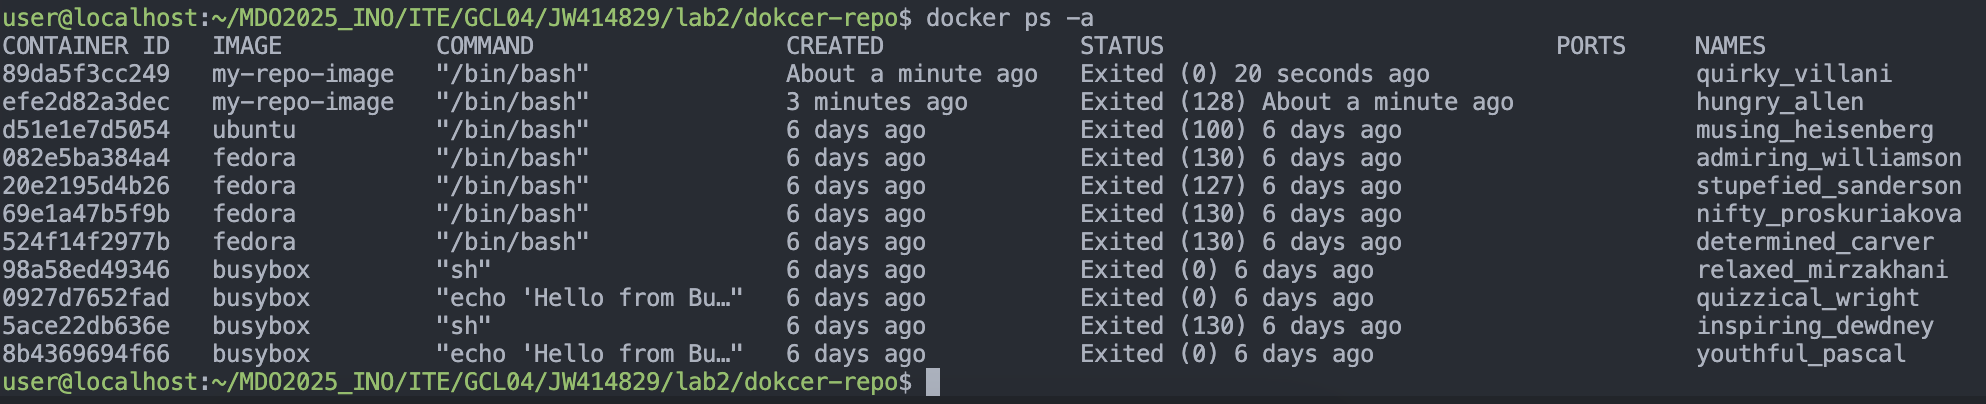 user@localhost:~/MDO2025_INO/ITE/GCL04/JW414829/lab2/dokcer-repo$ docker ps -a
CONTAINER ID   IMAGE           COMMAND                  CREATED              STATUS                            PORTS     NAMES
89da5f3cc249   my-repo-image   "/bin/bash"              About a minute ago   Exited (0) 20 seconds ago                   quirky_villani
efe2d82a3dec   my-repo-image   "/bin/bash"              3 minutes ago        Exited (128) About a minute ago             hungry_allen
d51e1e7d5054   ubuntu          "/bin/bash"              6 days ago           Exited (100) 6 days ago                     musing_heisenberg
082e5ba384a4   fedora          "/bin/bash"              6 days ago           Exited (130) 6 days ago                     admiring_williamson
20e2195d4b26   fedora          "/bin/bash"              6 days ago           Exited (127) 6 days ago                     stupefied_sanderson
69e1a47b5f9b   fedora          "/bin/bash"              6 days ago           Exited (130) 6 days ago                     nifty_proskuriakova
524f14f2977b   fedora          "/bin/bash"              6 days ago           Exited (130) 6 days ago                     determined_carver
98a58ed49346   busybox         "sh"                     6 days ago           Exited (0) 6 days ago                       relaxed_mirzakhani
0927d7652fad   busybox         "echo 'Hello from Bu…"   6 days ago           Exited (0) 6 days ago                       quizzical_wright
5ace22db636e   busybox         "sh"                     6 days ago           Exited (130) 6 days ago                     inspiring_dewdney
8b4369694f66   busybox         "echo 'Hello from Bu…"   6 days ago           Exited (0) 6 days ago                       youthful_pascal
user@localhost:~/MDO2025_INO/ITE/GCL04/JW414829/lab2/dokcer-repo$